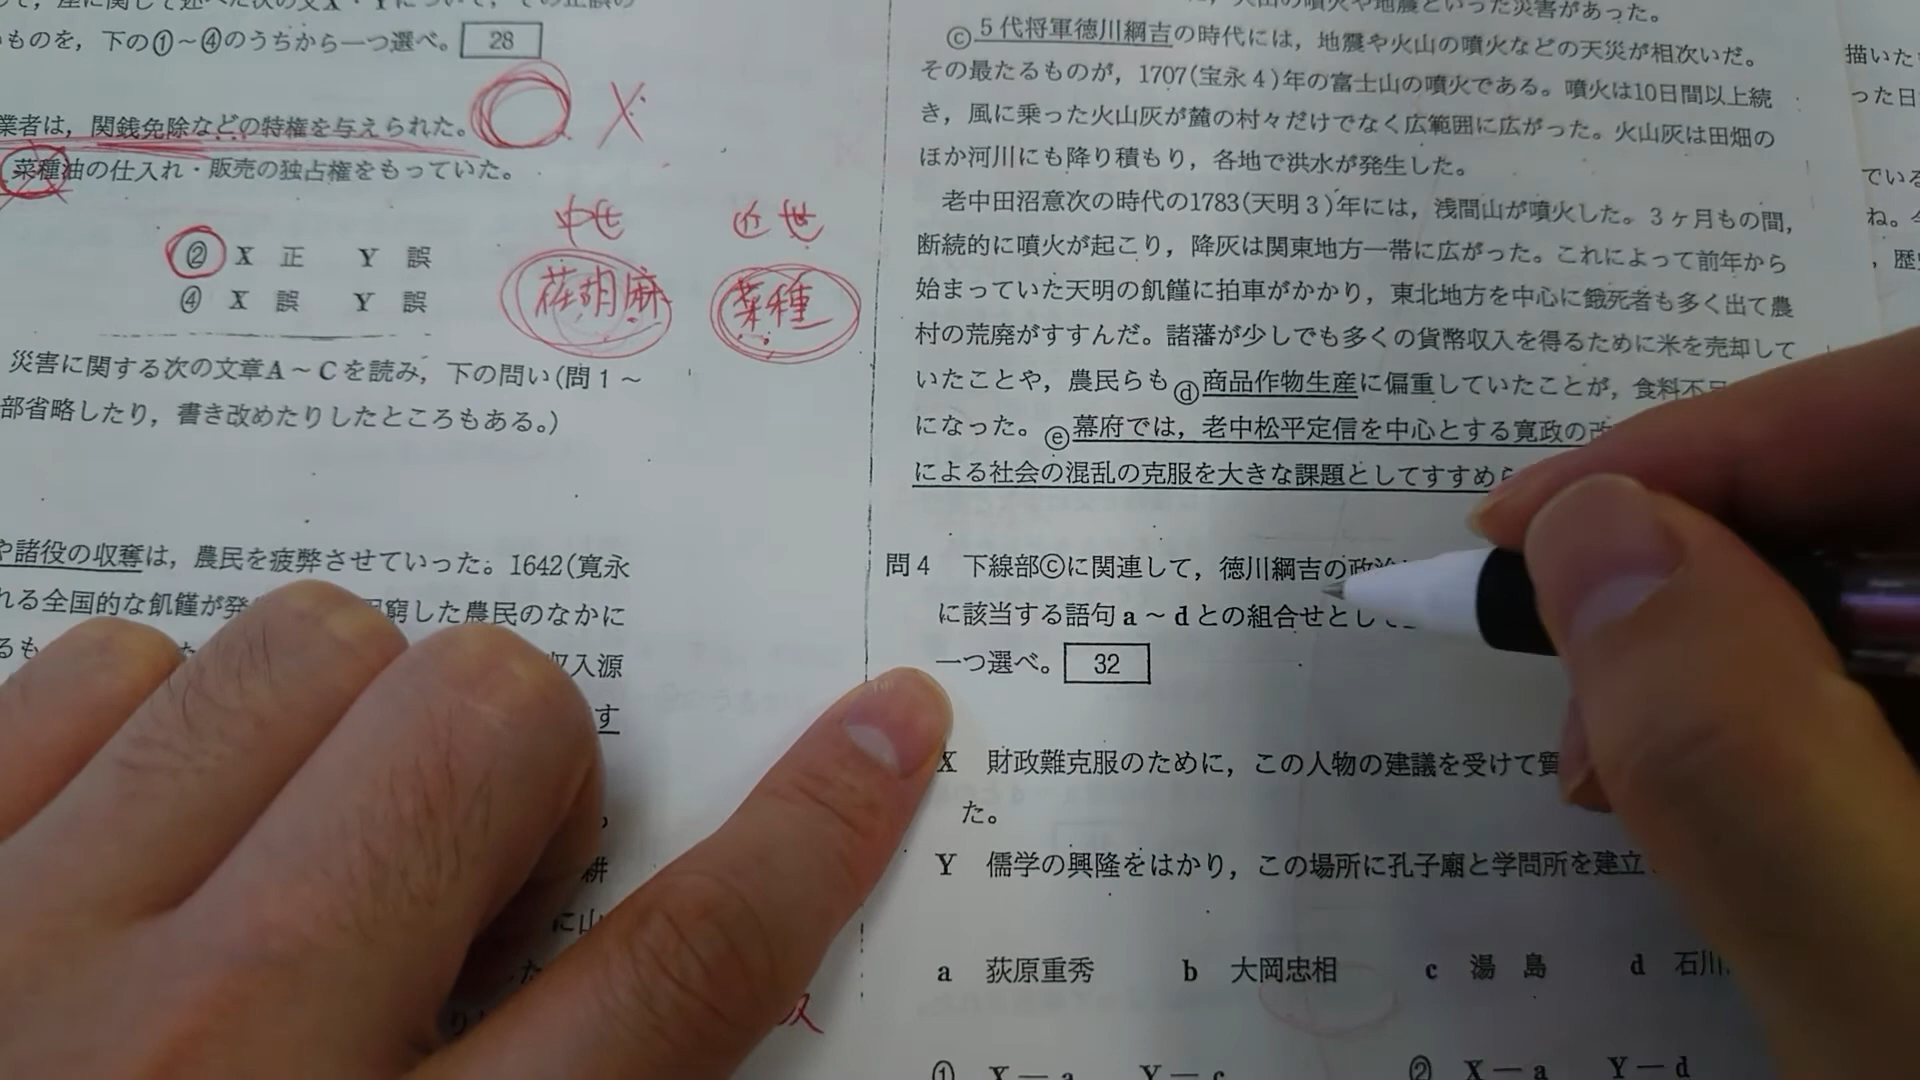 ものを，下の①～④のうちから一つ選べ。 28
業者は，関銭免除などの特権を与えられた。
菜種油の仕入れ・販売の独占権をもっていた。
② X 正 Y 誤
④ X 誤 Y 誤
中世
荏胡麻
近世
菜種
災害に関する次の文章A～Cを読み，下の問い(問1～
部省略したり，書き改めたりしたところもある。)
や諸役の収奪は，農民を疲弊させていった。1642(寛永
れる全国的な飢饉が発
窮した農民のなかに
るも
収入源
す
耕
に山
ⓒ5代将軍徳川綱吉の時代には，地震や火山の噴火などの天災が相次いだ。
その最たるものが，1707(宝永4)年の富士山の噴火である。噴火は10日間以上続
き，風に乗った火山灰が麓の村々だけでなく広範囲に広がった。火山灰は田畑の
ほか河川にも降り積もり，各地で洪水が発生した。
老中田沼意次の時代の1783(天明3)年には，浅間山が噴火した。3ヶ月もの間，
断続的に噴火が起こり，降灰は関東地方一帯に広がった。これによって前年から
始まっていた天明の飢饉に拍車がかかり，東北地方を中心に餓死者も多く出て農
村の荒廃がすすんだ。諸藩が少しでも多くの貨幣収入を得るために米を売却して
いたことや，農民らもⓓ商品作物生産に偏重していたことが，食料不足
になった。ⓔ幕府では，老中松平定信を中心とする寛政の改
による社会の混乱の克服を大きな課題としてすすめら
問4 下線部ⓒに関連して，徳川綱吉の政治
に該当する語句a～dとの組合せとして
一つ選べ。 32
X 財政難克服のために，この人物の建議を受けて質
た。
Y 儒学の興隆をはかり，この場所に孔子廟と学問所を建立
a 荻原重秀 b 大岡忠相 c 湯島 d 石川
① X―a Y―c ② X―a Y―d
描いた
った日
ている
ね。
，歴